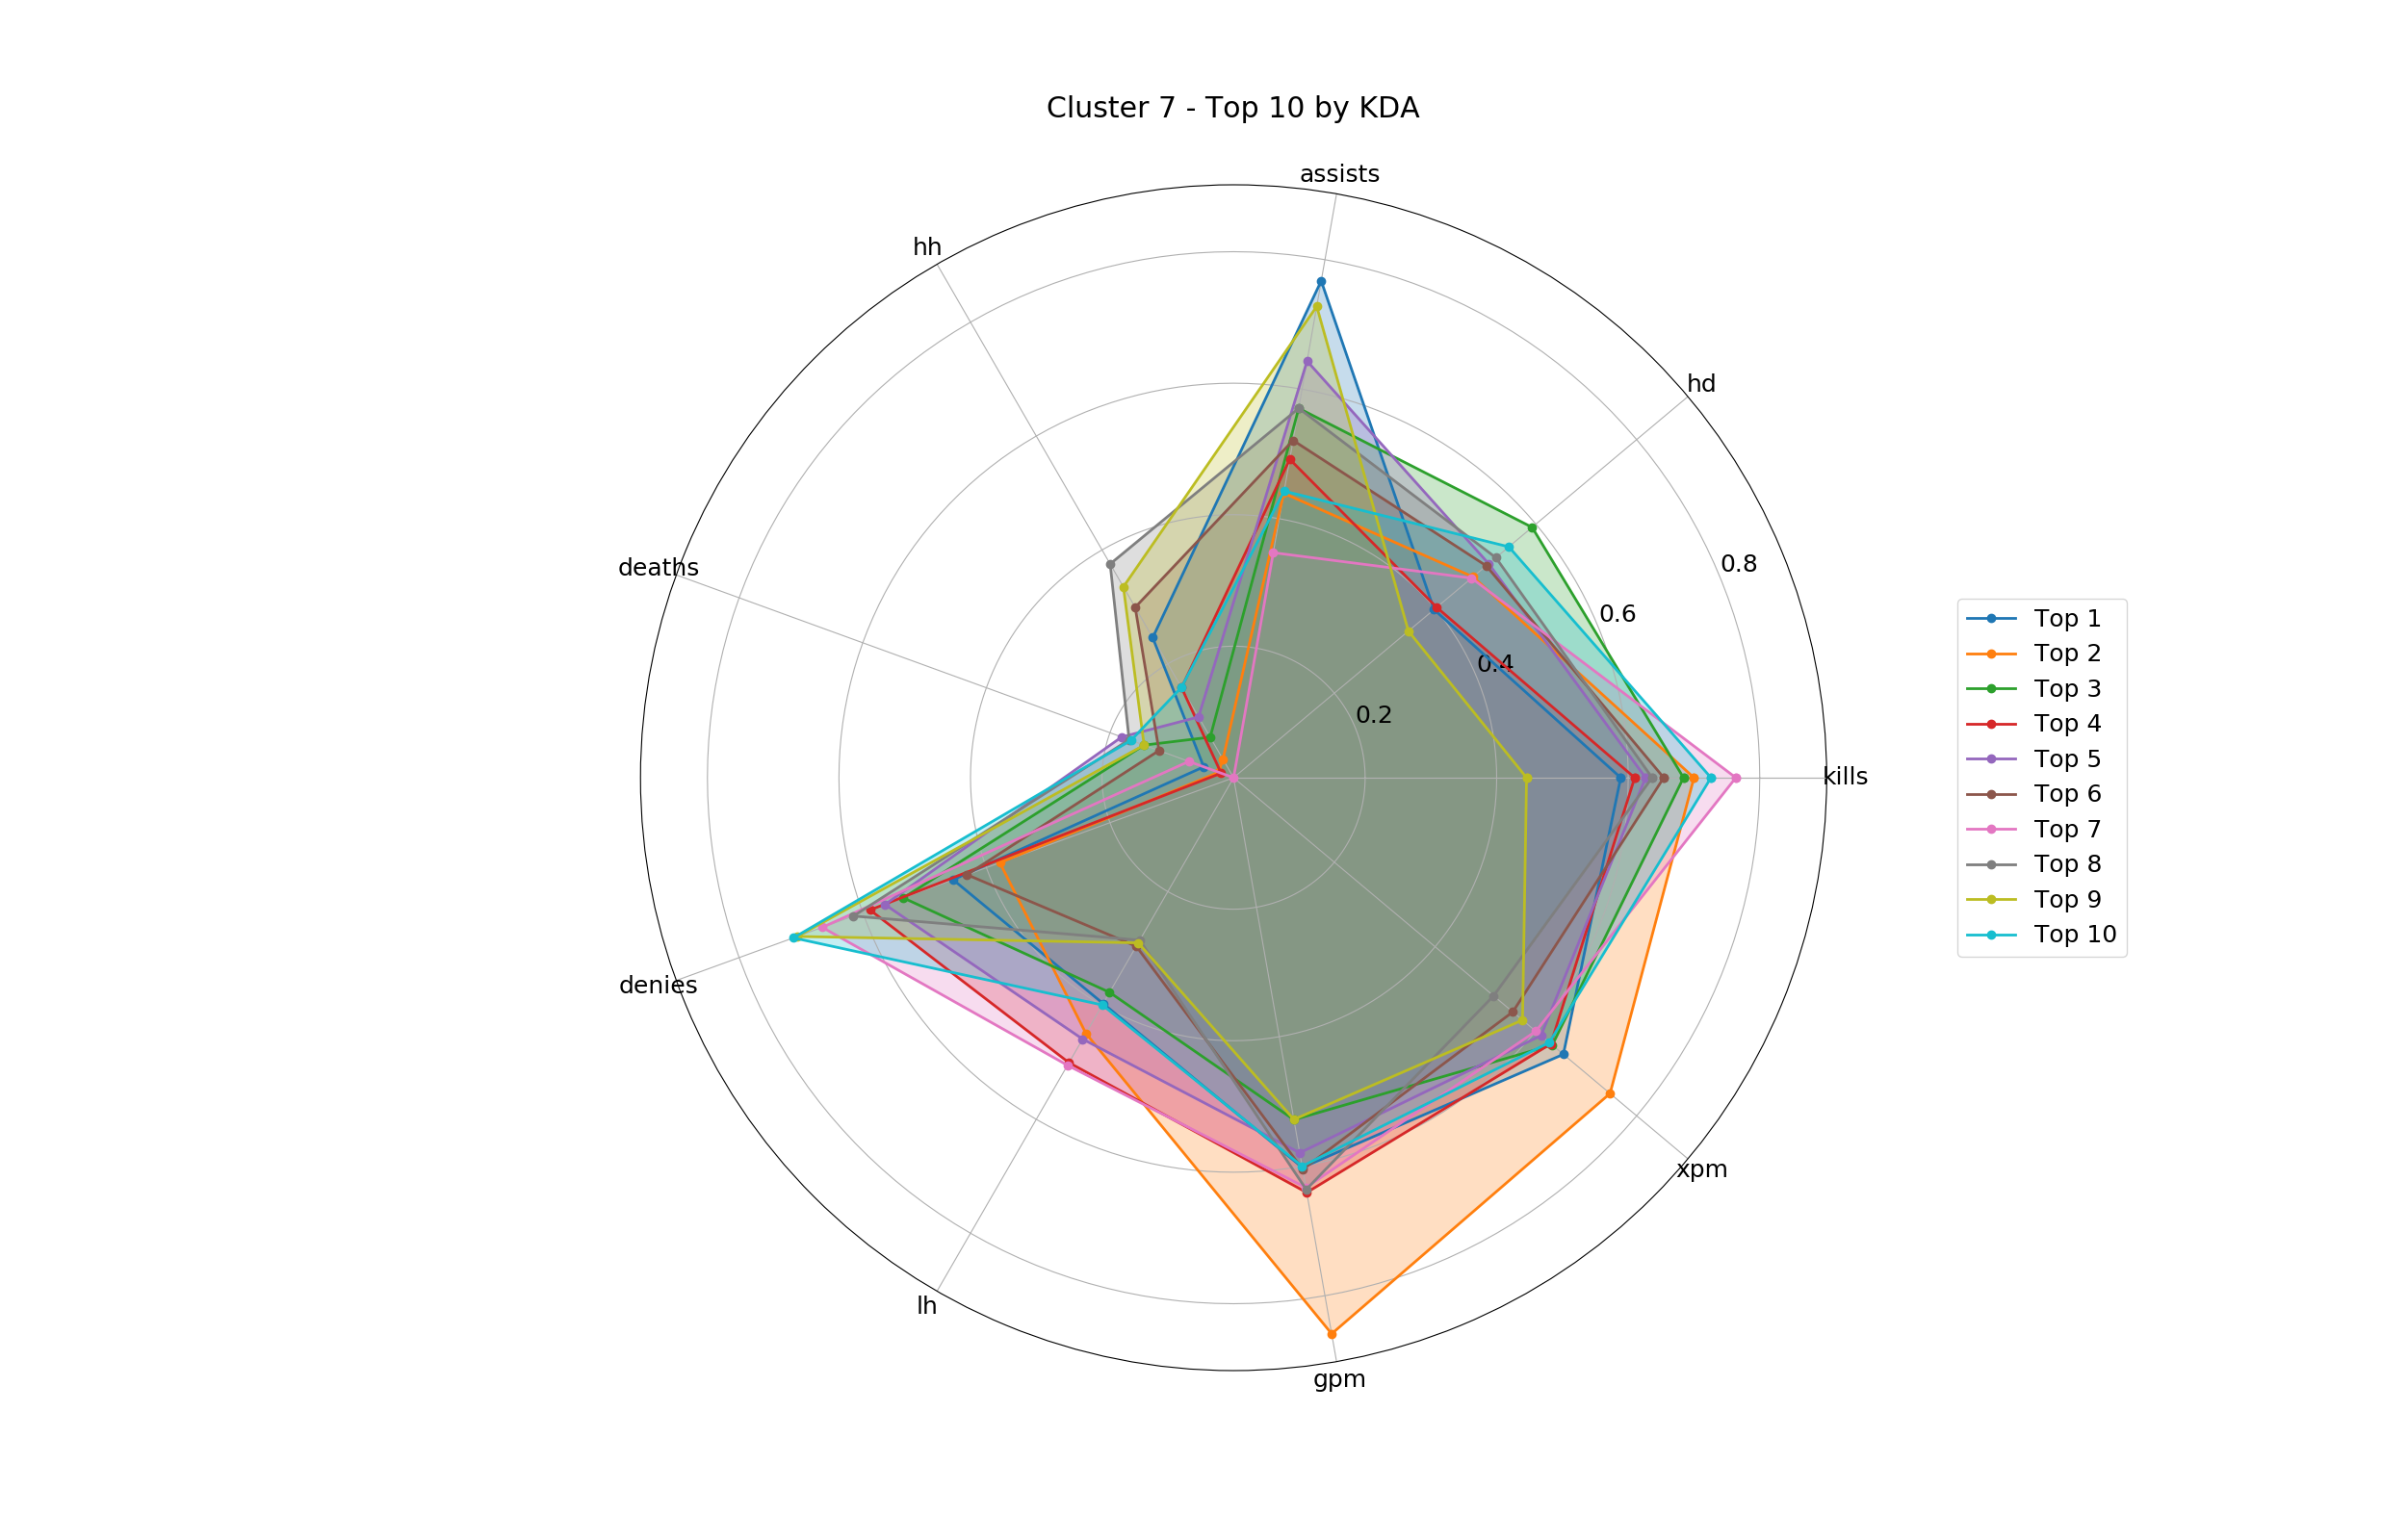 Cluster 7 - Top 10 by KDA
assists
hh
hd
deaths
0.8
0.6
0.4
0.2
kills
denies
xpm
lh
gpm
Top 1
Top 2
Top 3
Top 4
Top 5
Top 6
Top 7
Top 8
Top 9
Top 10